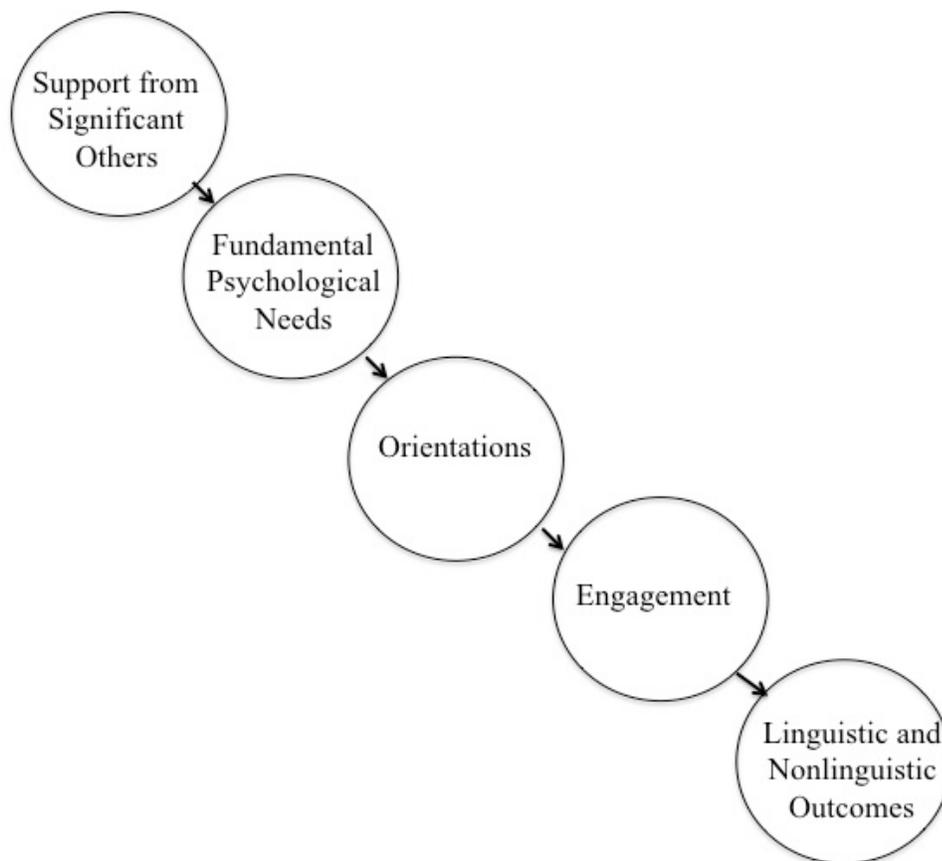 Support from
Significant
Others
Fundamental
Psychological
Needs
Orientations
Engagement
Linguistic and
Nonlinguistic
Outcomes